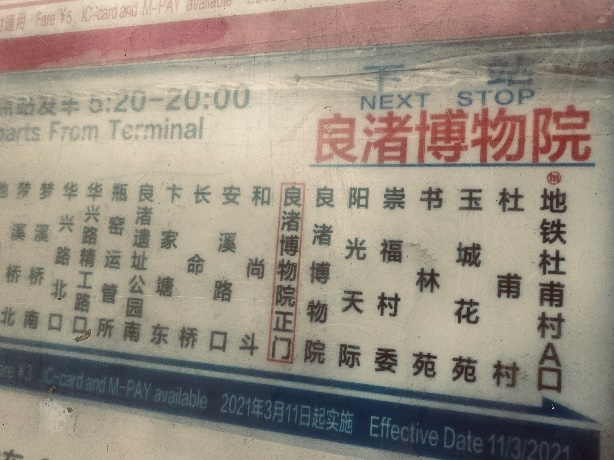 通用 Fare ¥5, IC-card and M-PAY available
点站发车 5:20-20:00
parts From Terminal
下 站
NEXT STOP
良渚博物院
梦溪桥南
华兴路北口
华兴路精工路口
瓶窑运管所
良渚遗址公园南
卞家塘东
长命桥
安溪路口
和尚斗
良渚博物院正门
良渚博物院
阳光天际
崇福村委
书林苑
玉城花苑
杜甫村
地铁杜甫村A口
¥3 IC-card and M-PAY available 2021年3月11日起实施 Effective Date 11/3/2021